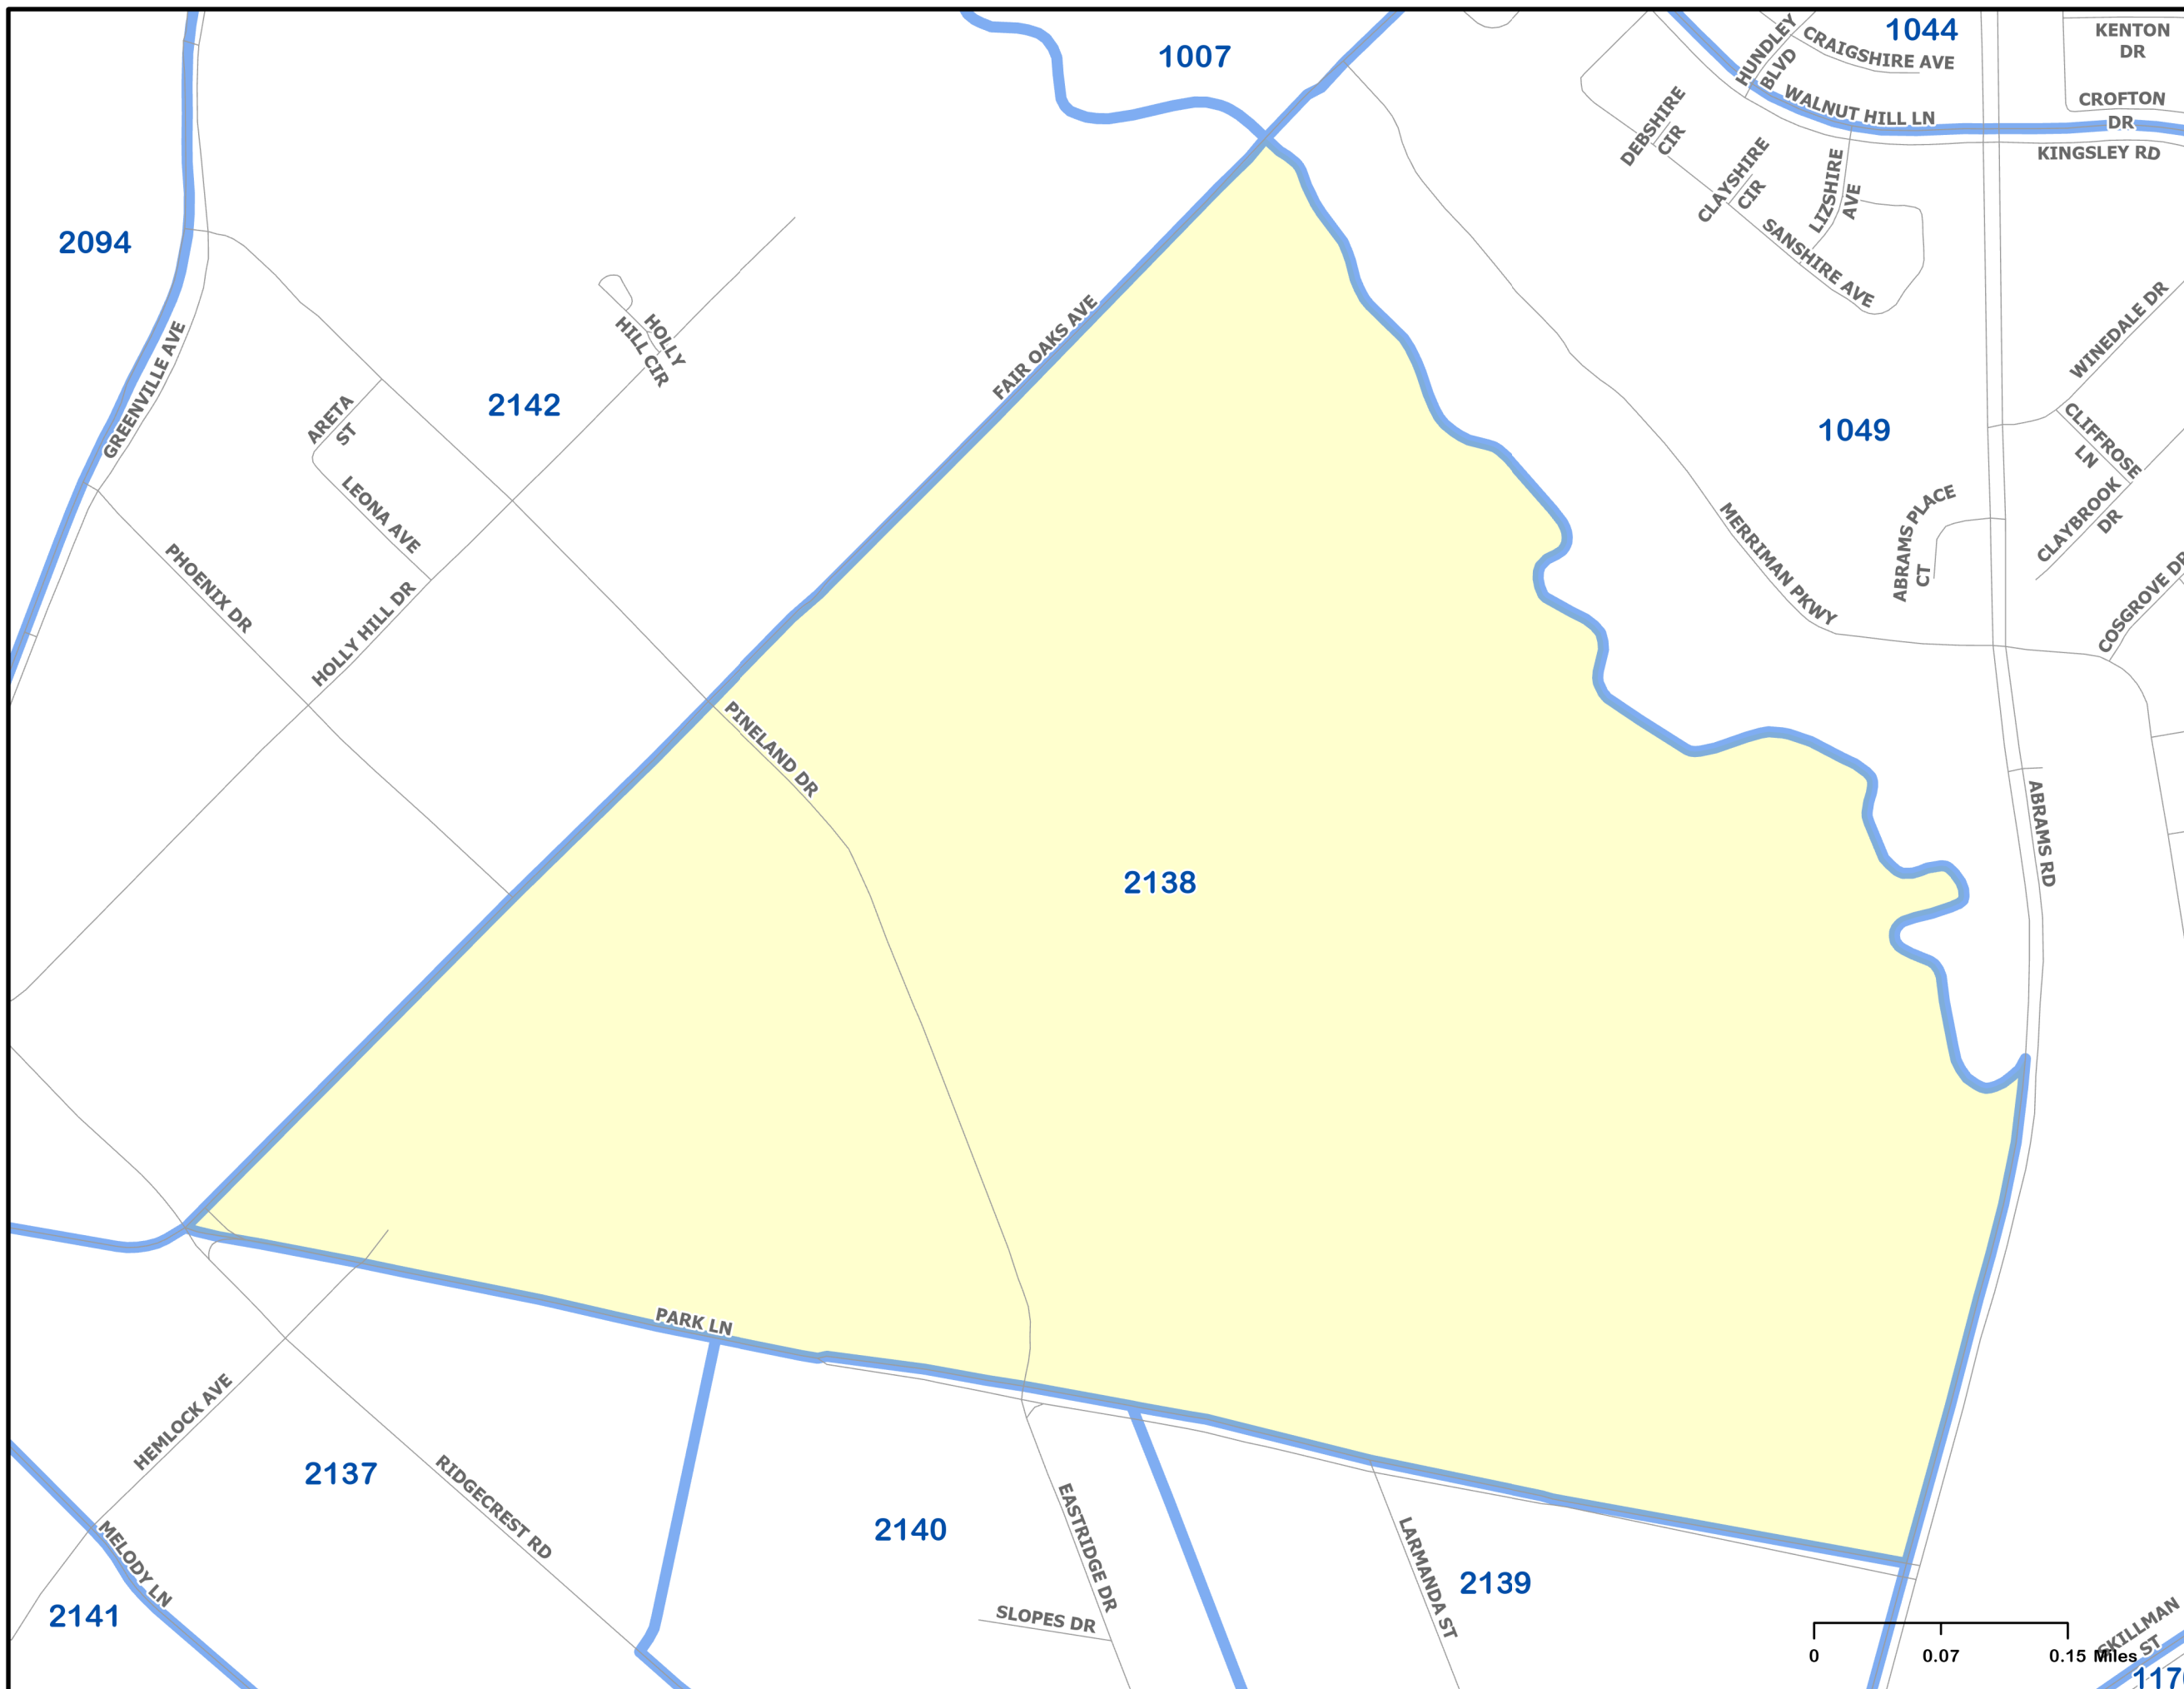 1007
1044
KENTON
DR
HUNDLEY
BLVD
CRAIGSHIRE AVE
WALNUT HILL LN
CROFTON
DR
KINGSLEY RD
DEBSHIRE
CIR
CLAYSHIRE
CIR
LIZSHIRE
AVE
SANSHIRE AVE
2094
GREENVILLE AVE
HOLLY
HILL CIR
FAIR OAKS AVE
WINEDALE DR
2142
ARETA
ST
1049
CLIFFROSE
LN
LEONA AVE
CLAYBROOK
DR
ABRAMS PLACE
CT
MERRIMAN PKWY
PHOENIX DR
HOLLY HILL DR
COSGROVE DR
PINELAND DR
ABRAMS RD
2138
PARK LN
HEMLOCK AVE
2137
RIDGECREST RD
2140
EASTRIDGE DR
LARMANDA ST
2139
MELODY LN
2141
SLOPES DR
SKILLMAN
ST
0
0.07
0.15 Miles